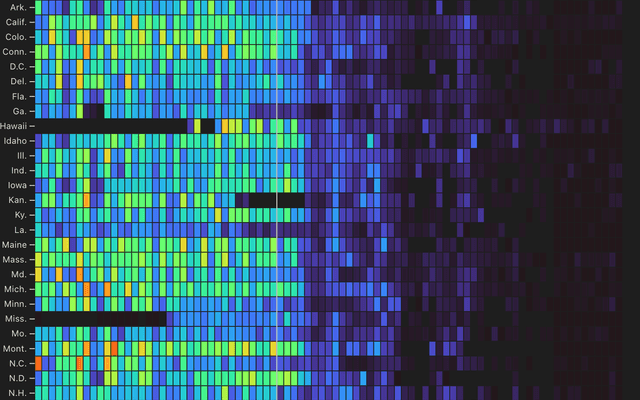 Ark.
Calif.
Colo.
Conn.
D.C.
Del.
Fla.
Ga.
Hawaii
Idaho
Ill.
Ind.
Iowa
Kan.
Ky.
La.
Maine
Mass.
Md.
Mich.
Minn.
Miss.
Mo.
Mont.
N.C.
N.D.
N.H.